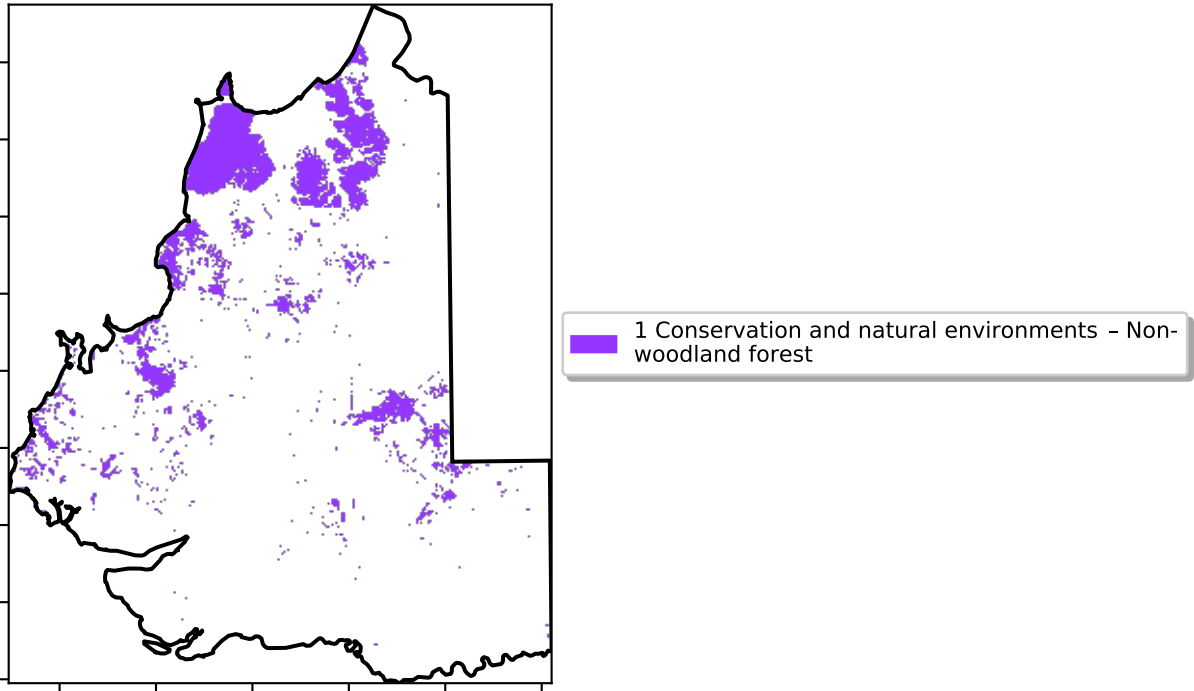 1 Conservation and natural environments – Non-
woodland forest